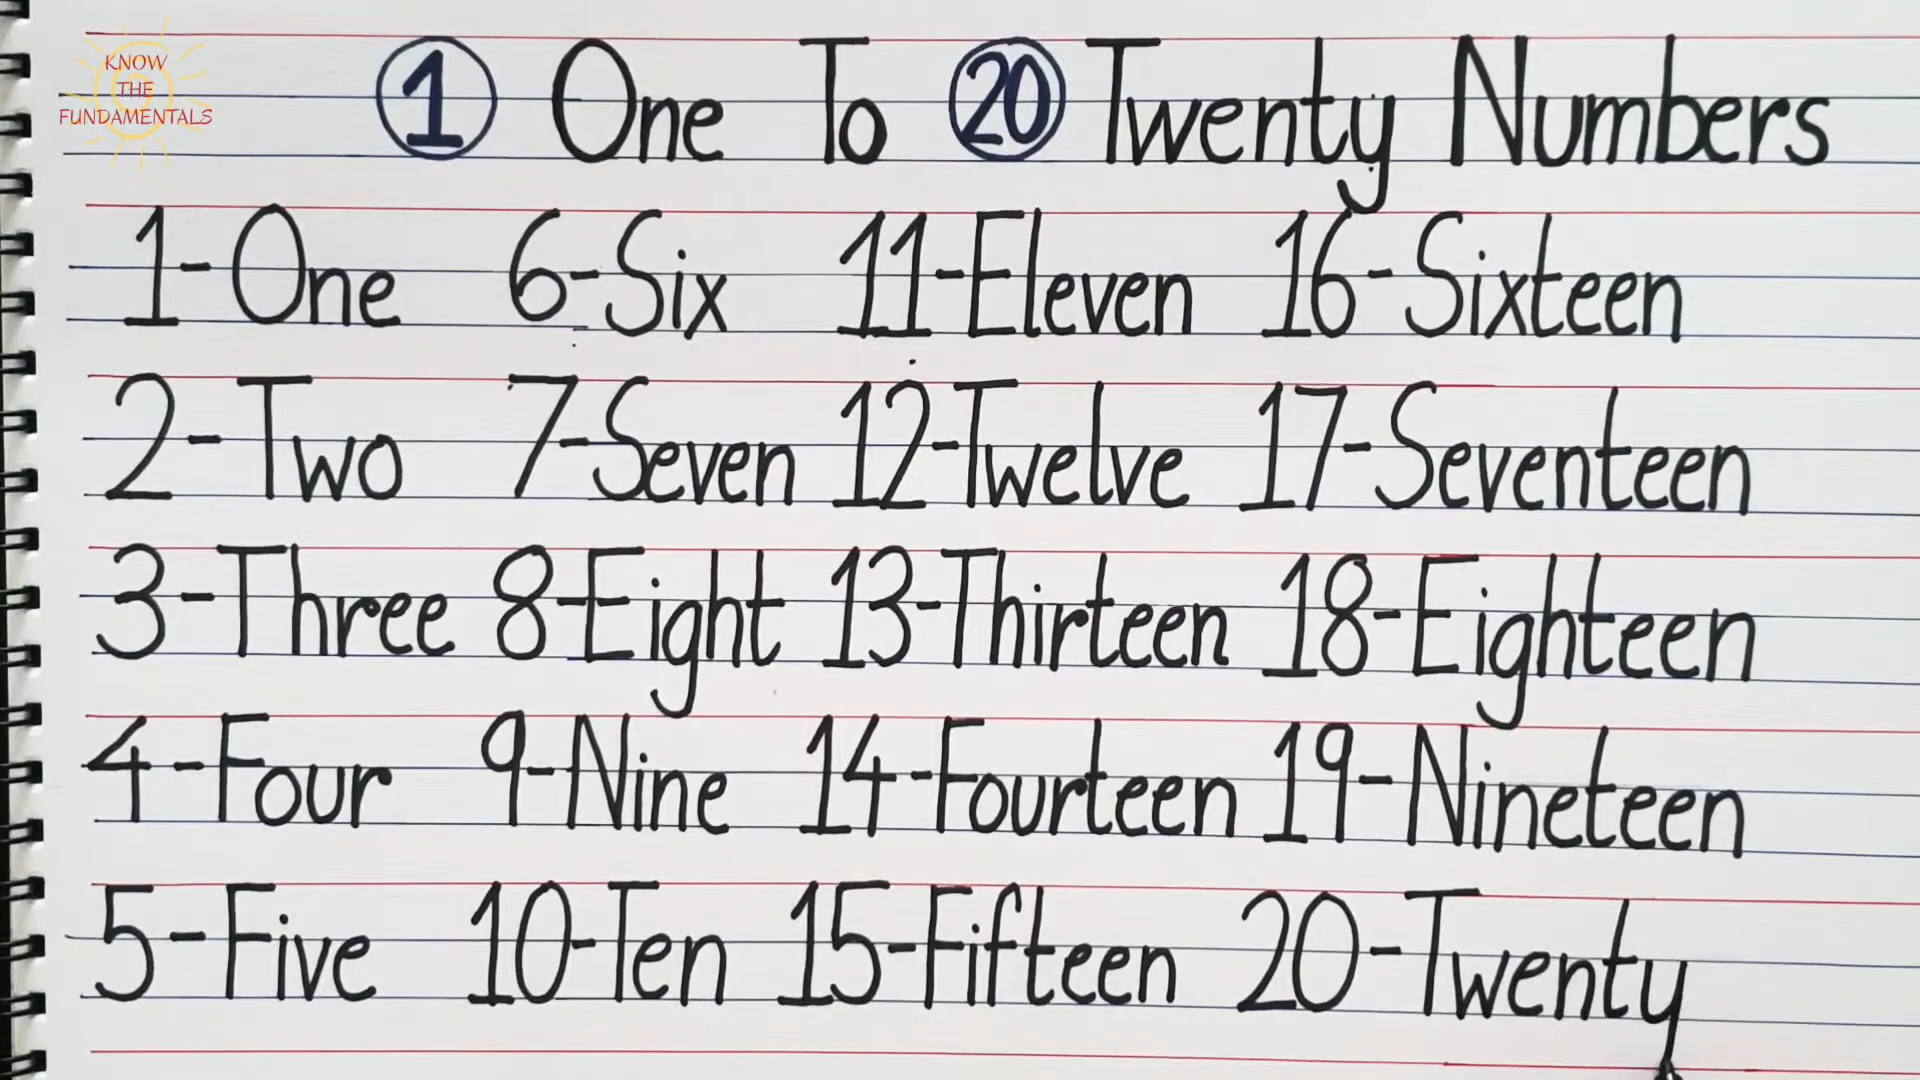 KNOW
THE
FUNDAMENTALS
1 One To 20 Twenty Numbers
1-One 6-Six 11-Eleven 16-Sixteen
2-Two 7-Seven 12-Twelve 17-Seventeen
3-Three 8-Eight 13-Thirteen 18-Eighteen
4-Four 9-Nine 14-Fourteen 19-Nineteen
5-Five 10-Ten 15-Fifteen 20-Twenty